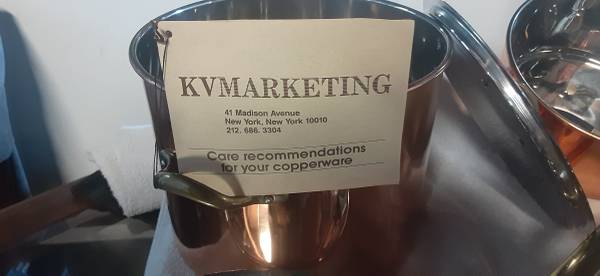 KVMARKETING
41 Madison Avenue
New York, New York 10010
212. 686. 3304
Care recommendations
for your copperware